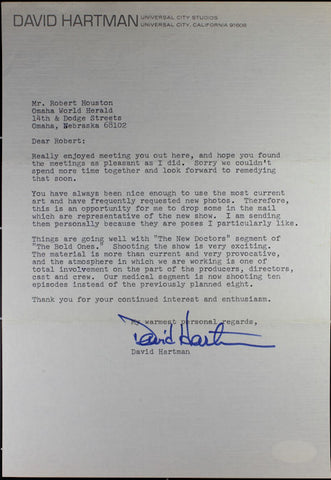 DAVID HARTMAN UNIVERSAL CITY STUDIOS
UNIVERSAL CITY, CALIFORNIA 91608
Mr. Robert Houston
Omaha World Herald
14th & Dodge Streets
Omaha, Nebraska 68102
Dear Robert:
Really enjoyed meeting you out here, and hope you found
the meetings as pleasant as I did. Sorry we couldn't
spend more time together and look forward to remedying
that soon.
You have always been nice enough to use the most current
art and have frequently requested new photos. Therefore,
this is an opportunity for me to drop some in the mail
which are representative of the new show. I am sending
them personally because they are poses I particularly like.
Things are going well with "The New Doctors" segment of
"The Bold Ones." Shooting the show is very exciting.
The material is more than current and very provocative,
and the atmosphere in which we are working is one of
total involvement on the part of the producers, directors,
cast and crew. Our medical segment is now shooting ten
episodes instead of the previously planned eight.
Thank you for your continued interest and enthusiasm.
My warmest personal regards,
David Hartman
David Hartman